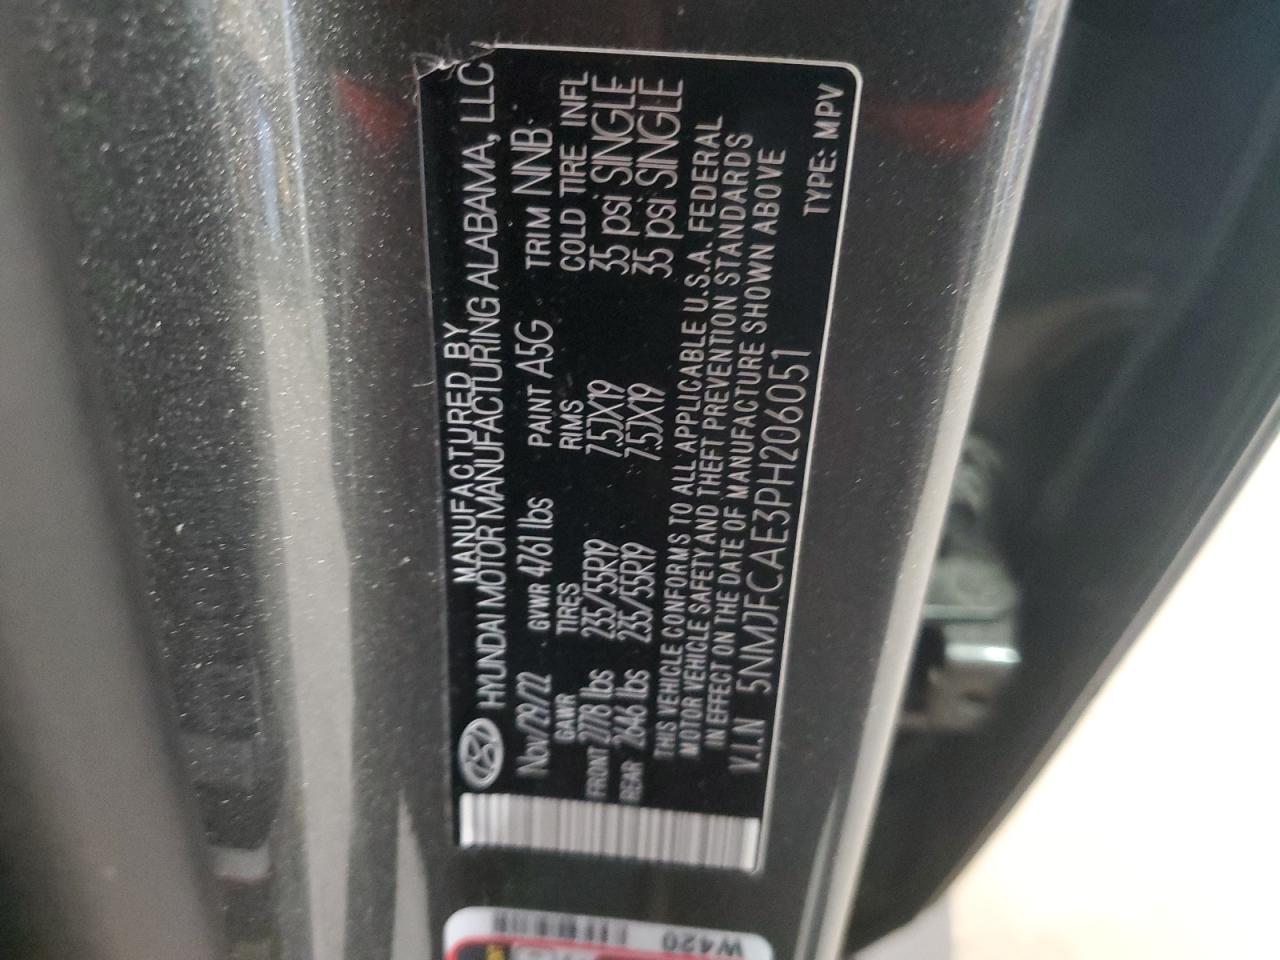 MANUFACTURED BY
HYUNDAI MOTOR MANUFACTURING ALABAMA, LLC
Nov/29/22 GVWR 4761 lbs PAINT A5G TRIM NNB
GAWR TIRES RIMS COLD TIRE INFL
FRONT 2778 lbs 235/55R19 7.5JX19 35 psi SINGLE
REAR 2646 lbs 235/55R19 7.5JX19 35 psi SINGLE
THIS VEHICLE CONFORMS TO ALL APPLICABLE U.S.A. FEDERAL
MOTOR VEHICLE SAFETY AND THEFT PREVENTION STANDARDS
IN EFFECT ON THE DATE OF MANUFACTURE SHOWN ABOVE
V.I.N 5NMJFCAE3PH206051 TYPE: MPV
W420